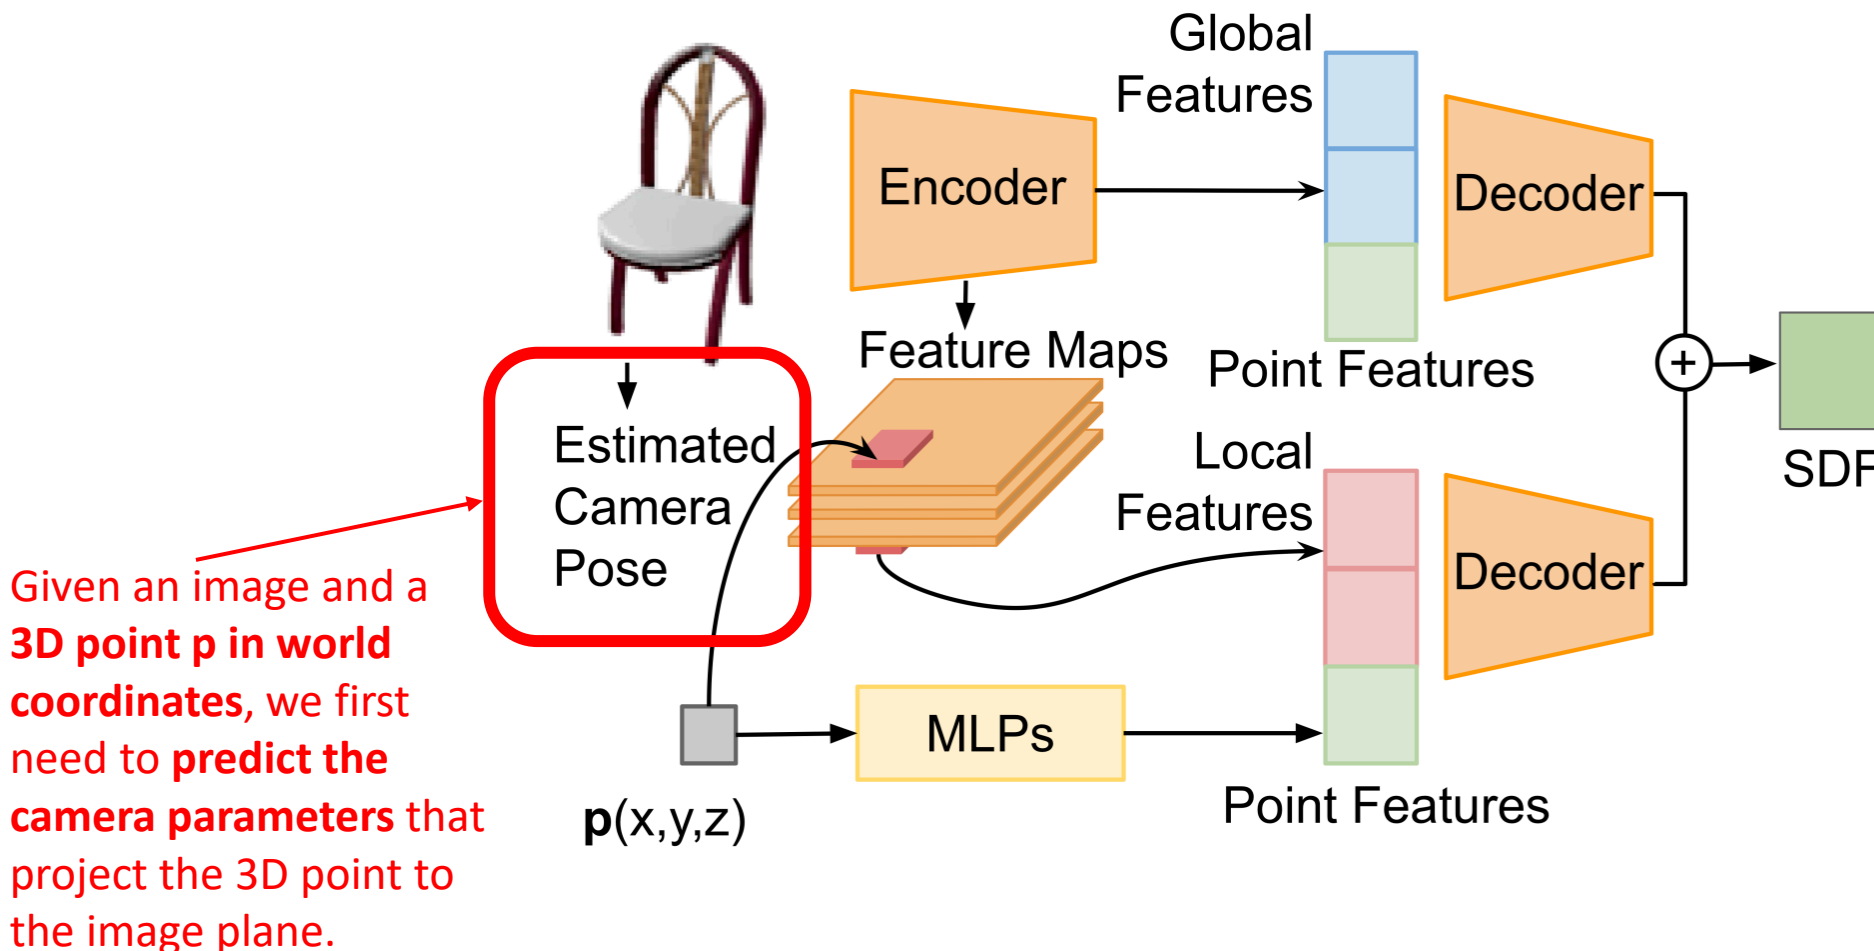 Global
Features
Encoder
Decoder
Feature Maps
Point Features
+
Estimated
Camera
Pose
Local
Features
SDF
Decoder
Given an image and a
3D point p in world
coordinates, we first
need to predict the
camera parameters that
project the 3D point to
the image plane.
MLPs
p(x,y,z)
Point Features